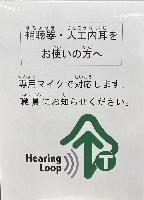 補聴器・人工内耳を
お使いの方へ
専用マイクで対応します。
職員にお知らせください。
Hearing
Loop
T